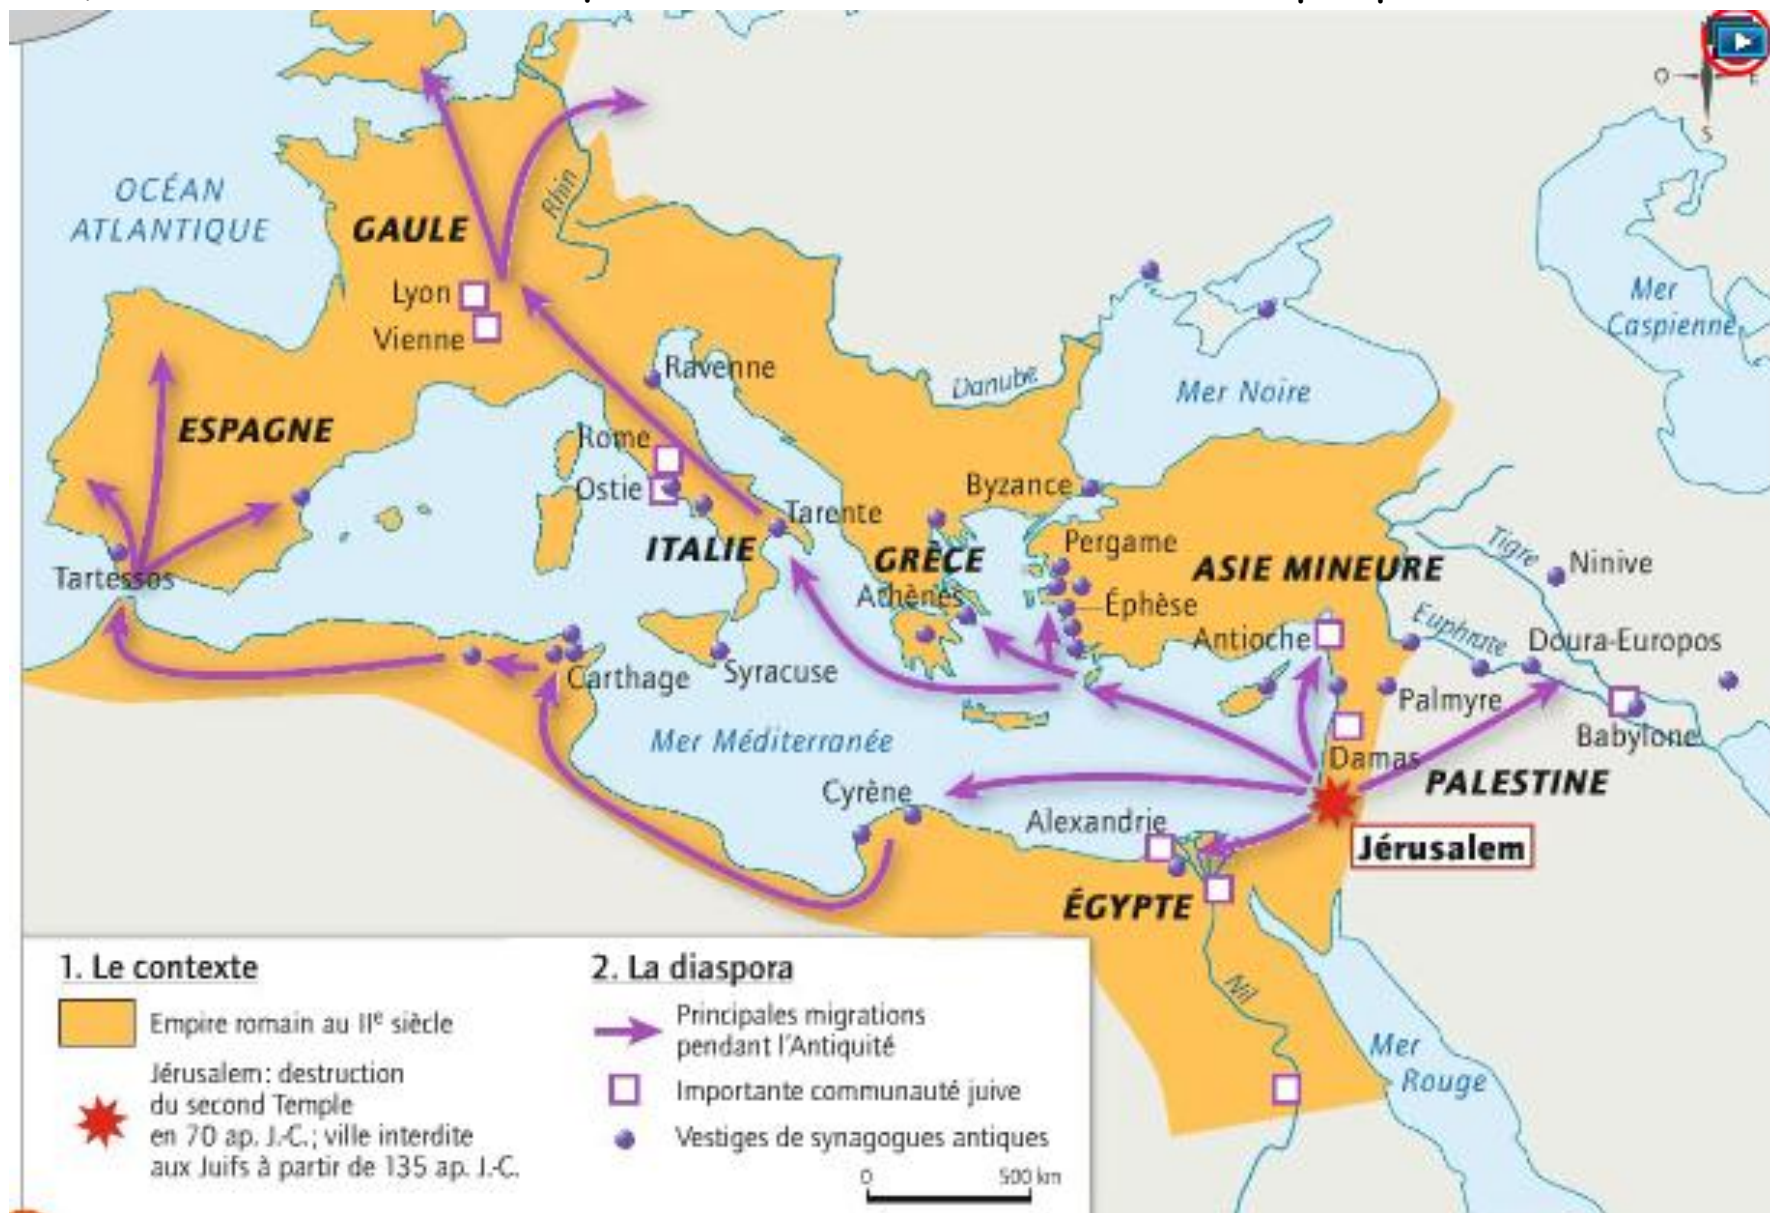 O
E
S
OCÉAN
ATLANTIQUE
GAULE
Rhin
Lyon
Vienne
Mer
Caspienne
Ravenne
Danube
Mer Noire
ESPAGNE
Rome
Ostie
Byzance
Tarente
ITALIE
GRÈCE
Pergame
ASIE MINEURE
Tigre
Ninive
Tartessos
Athènes
Éphèse
Antioche
Euphrate
Doura-Europos
Carthage
Syracuse
Palmyre
Mer Méditerranée
Babylone
Damas
PALESTINE
Cyrène
Alexandrie
Jérusalem
ÉGYPTE
Nil
Mer
Rouge
1. Le contexte
Empire romain au IIe siècle
Jérusalem : destruction
du second Temple
en 70 ap. J.-C. ; ville interdite
aux Juifs à partir de 135 ap. J.-C.
2. La diaspora
Principales migrations
pendant l'Antiquité
Importante communauté juive
Vestiges de synagogues antiques
0
500 km